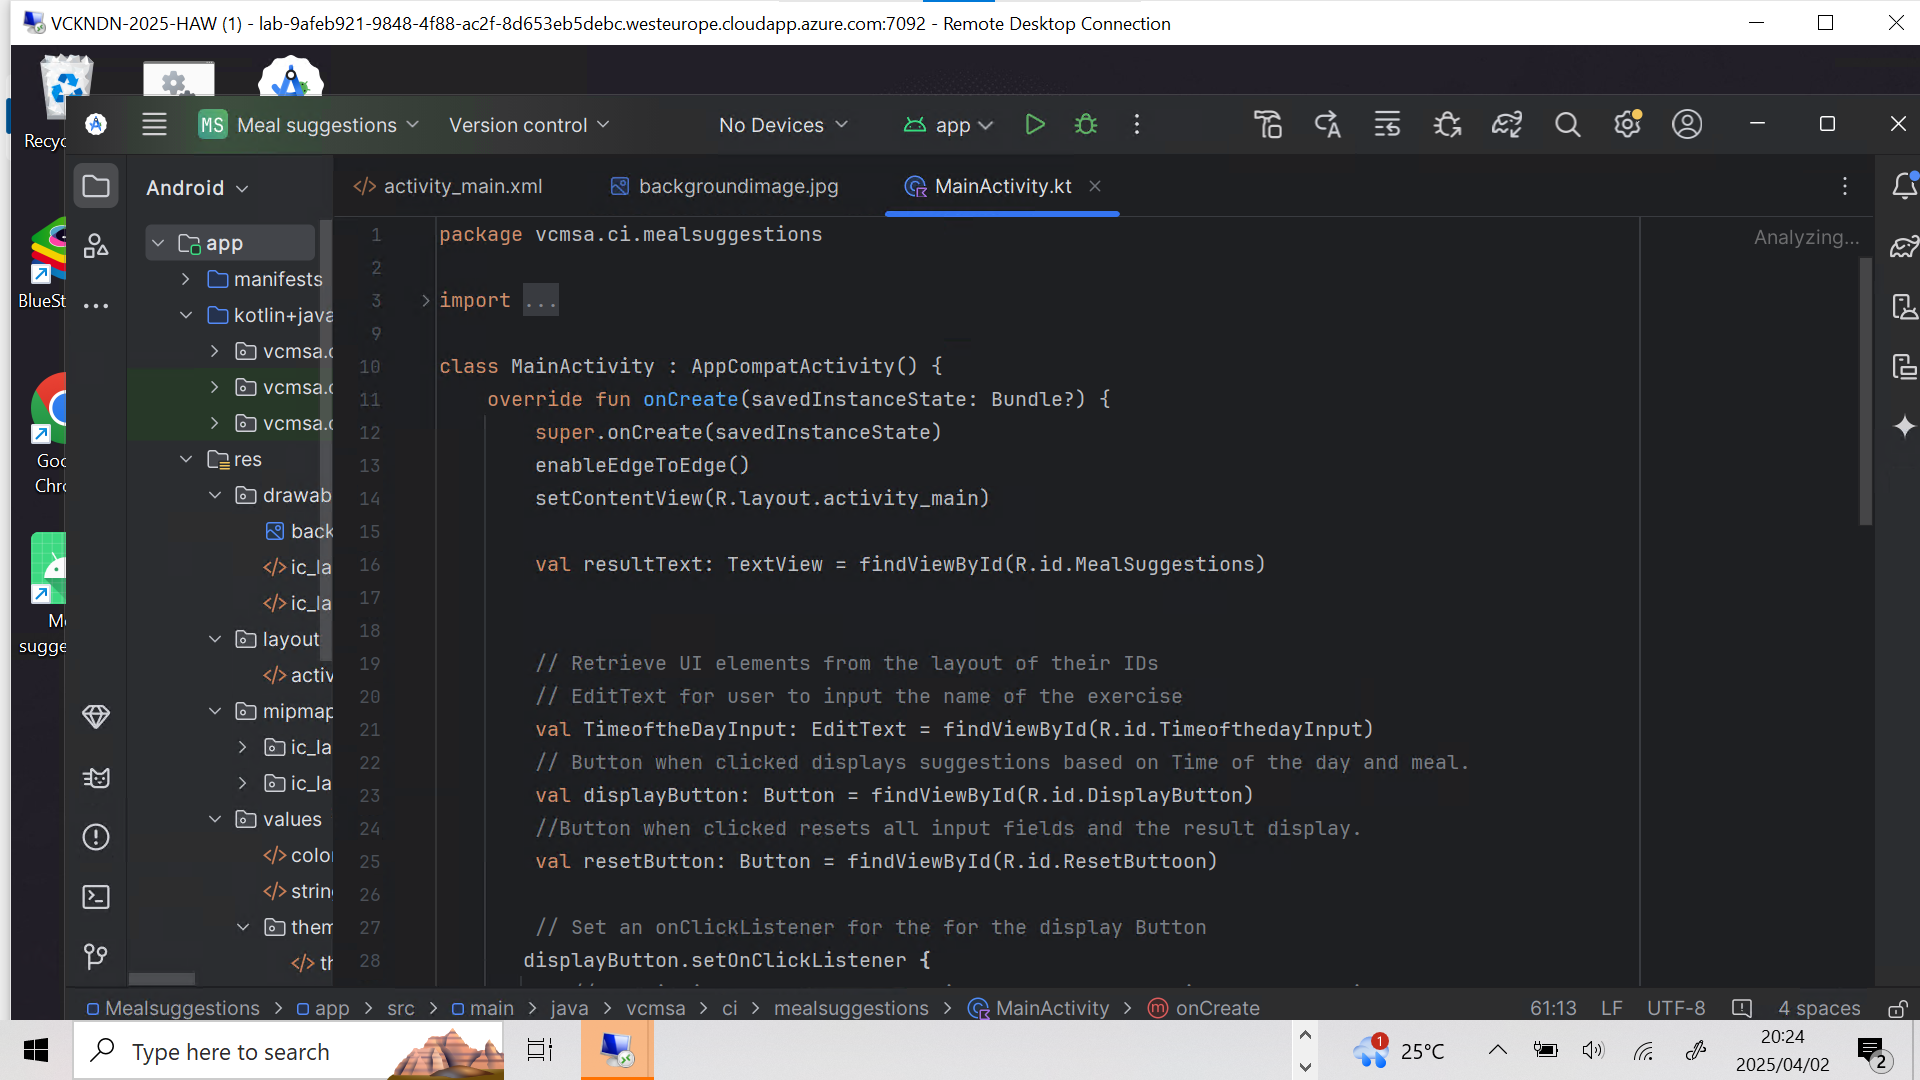 VCKNDN-2025-HAW (1) - lab-9afeb921-9848-4f88-ac2f-8d653eb5debc.westeurope.cloudapp.azure.com:7092 - Remote Desktop Connection
Recyc
MS Meal suggestions Version control No Devices app
Android
activity_main.xml backgroundimage.jpg MainActivity.kt
app
manifests
kotlin+java
vcmsa.c
vcmsa.c
vcmsa.c
res
drawab
back
ic_la
ic_la
layout
activ
mipmap
ic_la
ic_la
values
color
string
them
th
BlueSt
Goo
Chro
Me
sugge
Analyzing...
1 package vcmsa.ci.mealsuggestions
2
3 import ...
9
10 class MainActivity : AppCompatActivity() {
11 override fun onCreate(savedInstanceState: Bundle?) {
12 super.onCreate(savedInstanceState)
13 enableEdgeToEdge()
14 setContentView(R.layout.activity_main)
15
16 val resultText: TextView = findViewById(R.id.MealSuggestions)
17
18
19 // Retrieve UI elements from the layout of their IDs
20 // EditText for user to input the name of the exercise
21 val TimeoftheDayInput: EditText = findViewById(R.id.TimeofthedayInput)
22 // Button when clicked displays suggestions based on Time of the day and meal.
23 val displayButton: Button = findViewById(R.id.DisplayButton)
24 //Button when clicked resets all input fields and the result display.
25 val resetButton: Button = findViewById(R.id.ResetButtoon)
26
27 // Set an onClickListener for the for the display Button
28 displayButton.setOnClickListener {
Mealsuggestions > app > src > main > java > vcmsa > ci > mealsuggestions > MainActivity > onCreate 61:13 LF UTF-8 4 spaces
Type here to search
1 25°C
20:24
2025/04/02
2